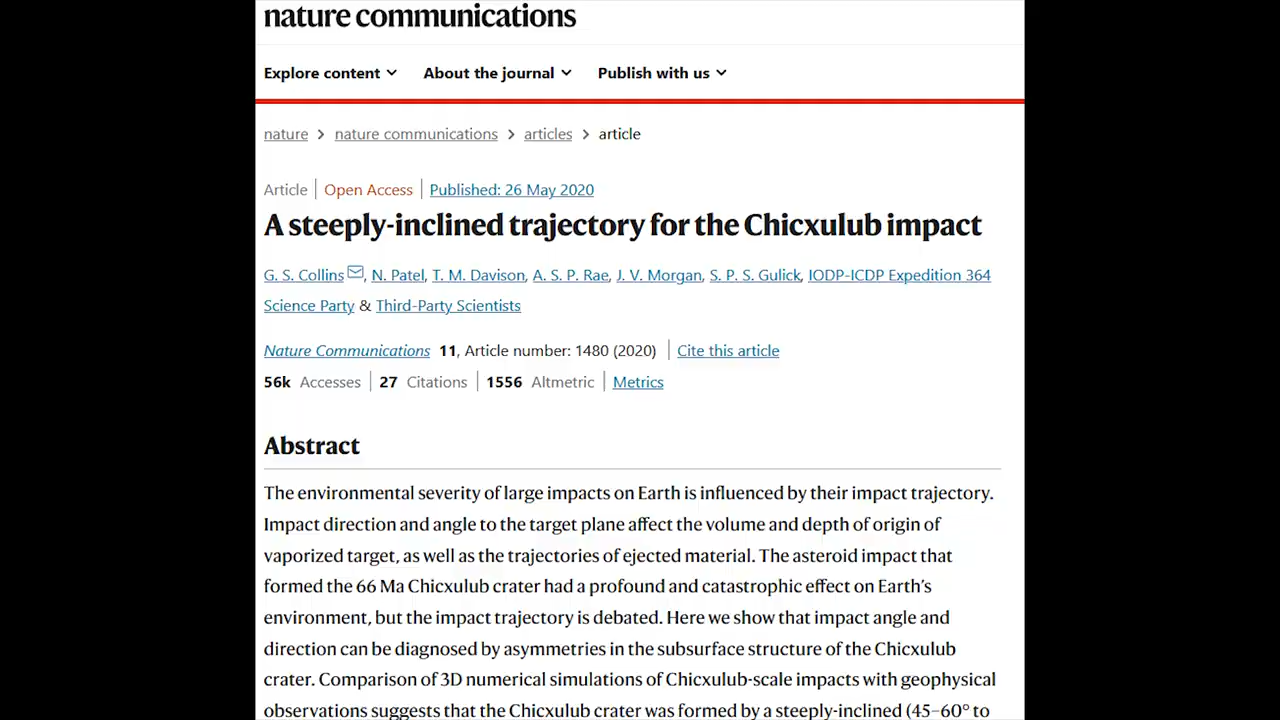 nature communications
Explore content About the journal Publish with us
nature > nature communications > articles > article
Article | Open Access | Published: 26 May 2020
A steeply-inclined trajectory for the Chicxulub impact
G. S. Collins, N. Patel, T. M. Davison, A. S. P. Rae, J. V. Morgan, S. P. S. Gulick, IODP-ICDP Expedition 364
Science Party & Third-Party Scientists
Nature Communications 11, Article number: 1480 (2020) | Cite this article
56k Accesses | 27 Citations | 1556 Altmetric | Metrics
Abstract
The environmental severity of large impacts on Earth is influenced by their impact trajectory.
Impact direction and angle to the target plane affect the volume and depth of origin of
vaporized target, as well as the trajectories of ejected material. The asteroid impact that
formed the 66 Ma Chicxulub crater had a profound and catastrophic effect on Earth's
environment, but the impact trajectory is debated. Here we show that impact angle and
direction can be diagnosed by asymmetries in the subsurface structure of the Chicxulub
crater. Comparison of 3D numerical simulations of Chicxulub-scale impacts with geophysical
observations suggests that the Chicxulub crater was formed by a steeply-inclined (45–60° to